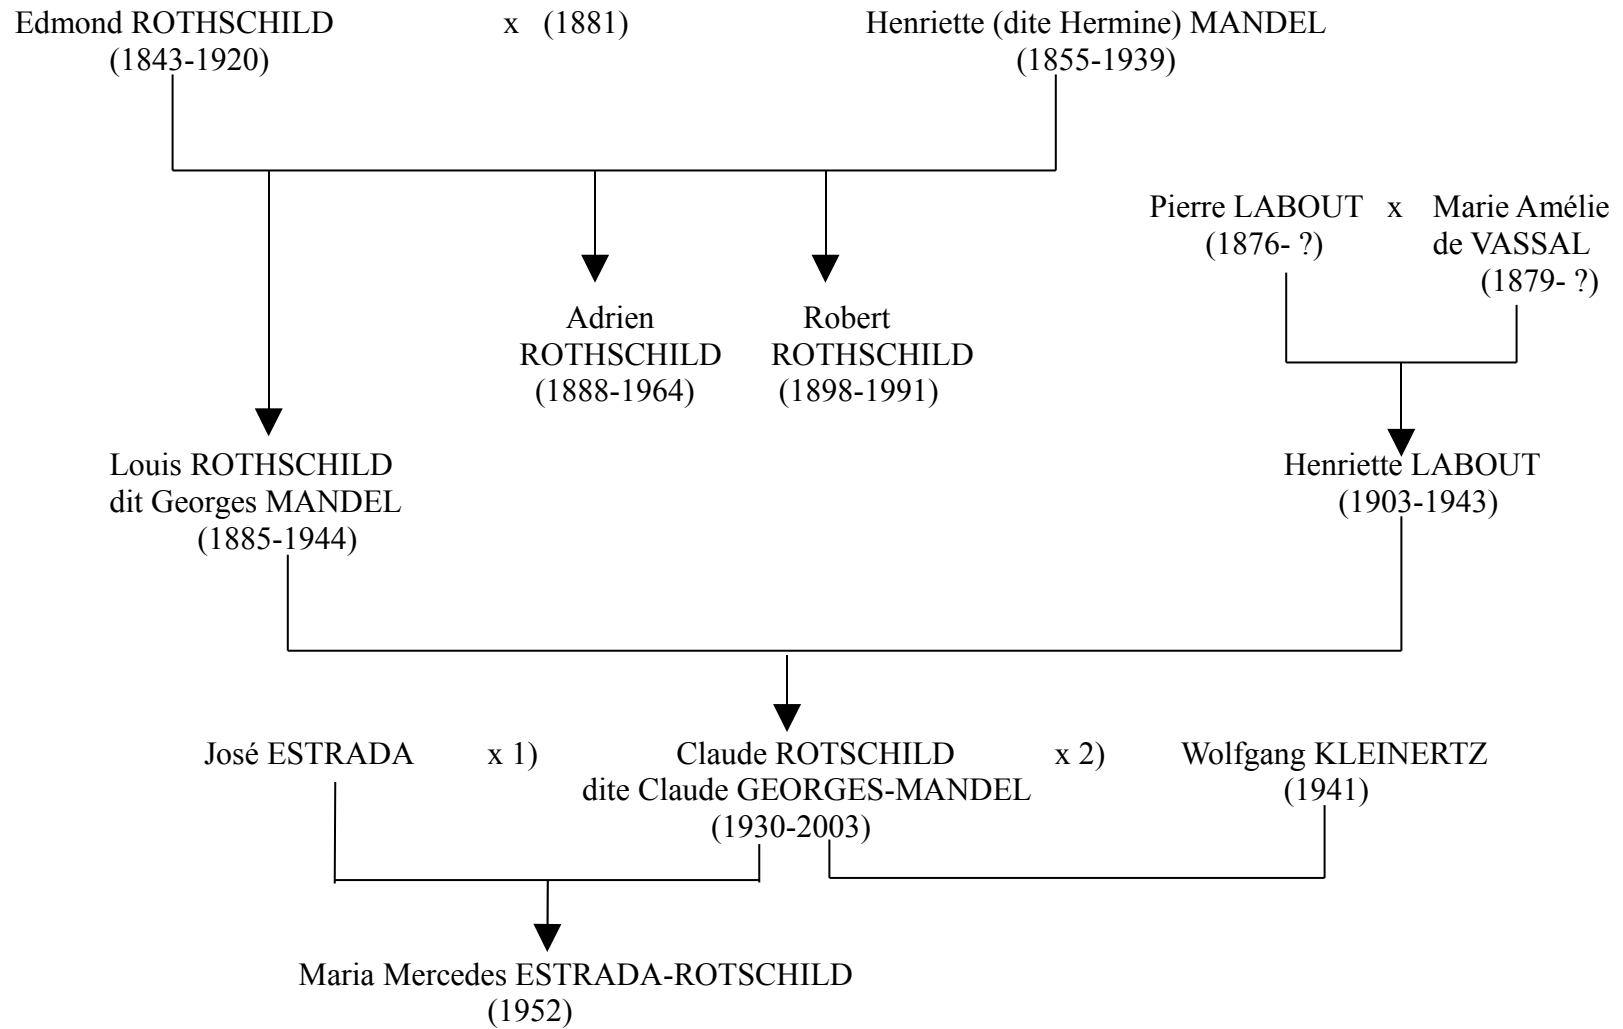 Edmond ROTHSCHILD x (1881) Henriette (dite Hermine) MANDEL
(1843-1920) (1855-1939)
Pierre LABOUT x Marie Amélie
(1876- ?) de VASSAL
(1879- ?)
Adrien Robert
ROTHSCHILD ROTHSCHILD
(1888-1964) (1898-1991)
Louis ROTHSCHILD Henriette LABOUT
dit Georges MANDEL (1903-1943)
(1885-1944)
José ESTRADA x 1) Claude ROTSCHILD x 2) Wolfgang KLEINERTZ
dite Claude GEORGES-MANDEL (1941)
(1930-2003)
Maria Mercedes ESTRADA-ROTSCHILD
(1952)